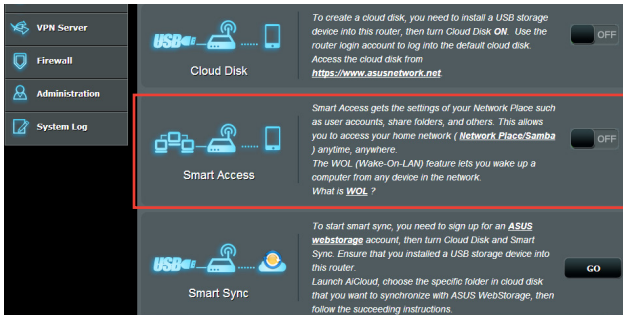 VPN Server
Firewall
Administration
System Log
USB
Cloud Disk
To create a cloud disk, you need to install a USB storage
device into this router, then turn Cloud Disk ON. Use the
router login account to log into the default cloud disk.
Access the cloud disk from
https://www.asusnetwork.net.
OFF
Smart Access
Smart Access gets the settings of your Network Place such
as user accounts, share folders, and others. This allows
you to access your home network ( Network Place/Samba
) anytime, anywhere.
The WOL (Wake-On-LAN) feature lets you wake up a
computer from any device in the network.
What is WOL ?
OFF
USB
Smart Sync
To start smart sync, you need to sign up for an ASUS
webstorage account, then turn Cloud Disk and Smart
Sync. Ensure that you installed a USB storage device into
this router.
Launch AiCloud, choose the specific folder in cloud disk
that you want to synchronize with ASUS WebStorage, then
follow the succeeding instructions.
GO